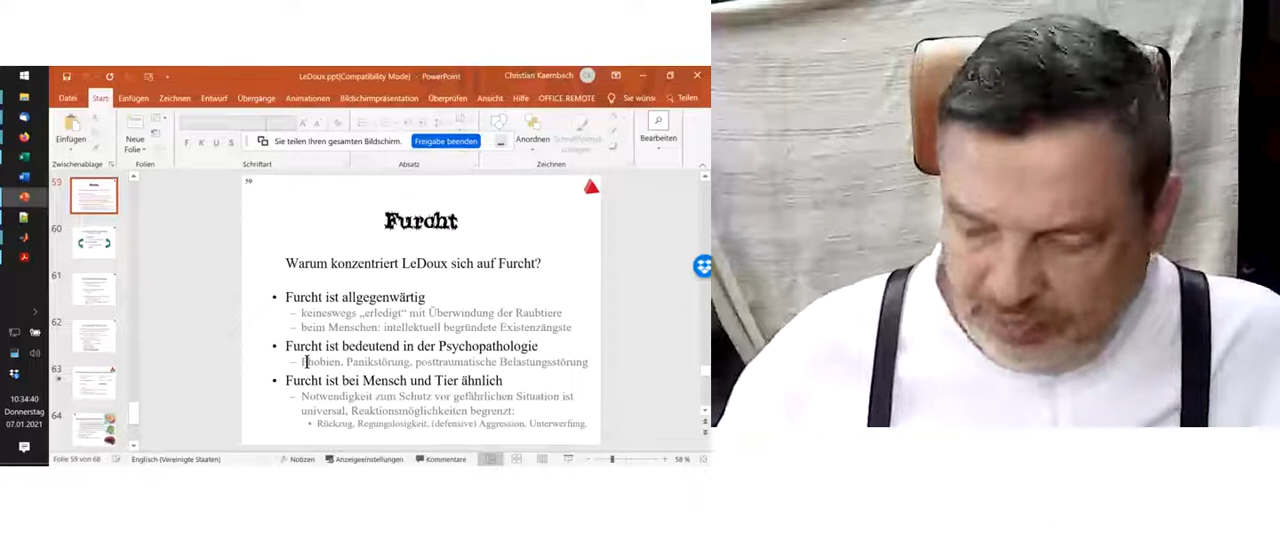 LeDoux.ppt[Compatibility Mode] - PowerPoint
Christian Kaernbach
CK
Datei Start Einfügen Zeichnen Entwurf Übergänge Animationen Bildschirmpräsentation Überprüfen Ansicht Hilfe OFFICE REMOTE Sie wünsc Teilen
Einfügen
Neue
Folien
F K U S
Sie teilen Ihren gesamten Bildschirm. Freigabe beenden
Anordnen
Bearbeiten
Zwischenablage Folien Schriftart Absatz Zeichnen
59
60
61
62
63
64
59
Furcht
Warum konzentriert LeDoux sich auf Furcht?
• Furcht ist allgegenwärtig
– keineswegs „erledigt“ mit Überwindung der Raubtiere
– beim Menschen: intellektuell begründete Existenzängste
• Furcht ist bedeutend in der Psychopathologie
– Phobien, Panikstörung, posttraumatische Belastungsstörung
• Furcht ist bei Mensch und Tier ähnlich
– Notwendigkeit zum Schutz vor gefährlichen Situation ist
universal, Reaktionsmöglichkeiten begrenzt:
• Rückzug, Regungslosigkeit, (defensive) Aggression, Unterwerfung.
10:34:40
Donnerstag
07.01.2021
Folie 59 von 68 Englisch (Vereinigte Staaten) Notizen Anzeigeeinstellungen Kommentare 58 %